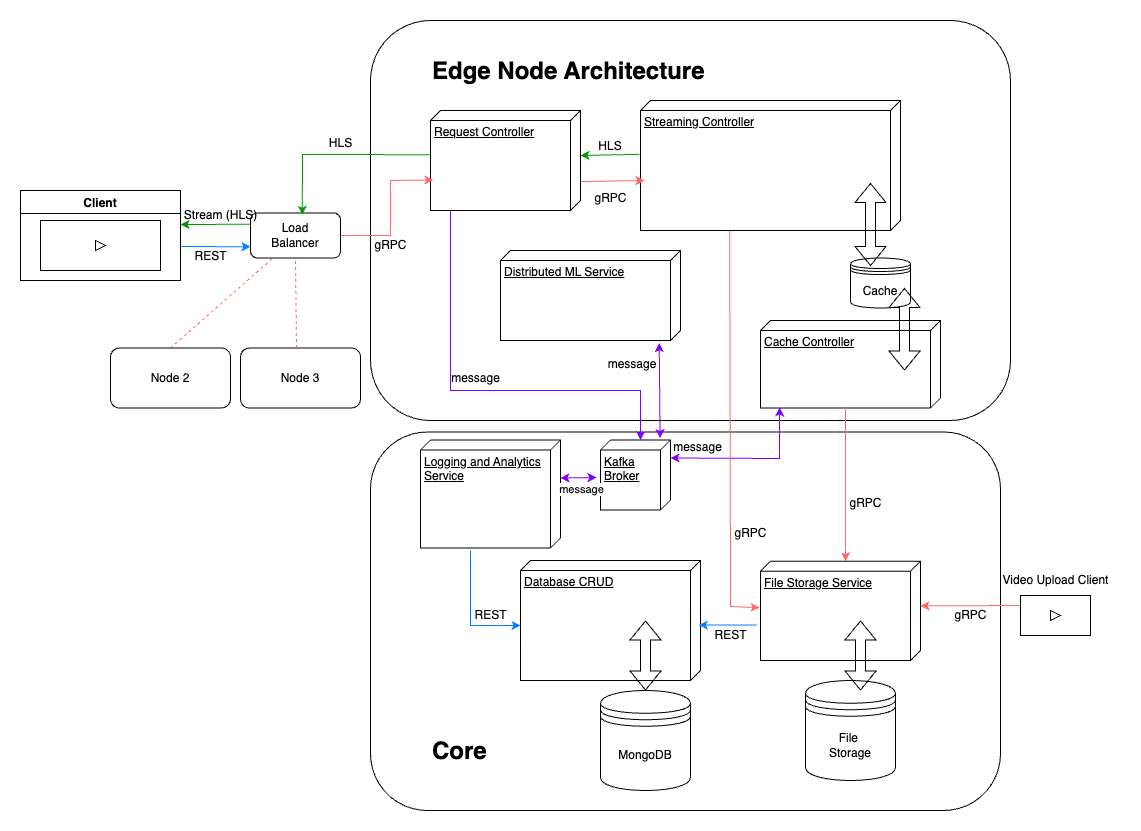 Edge Node Architecture
Request Controller
Streaming Controller
HLS
HLS
gRPC
Client
Stream (HLS)
REST
Load
Balancer
gRPC
Distributed ML Service
Cache
Cache Controller
Node 2
Node 3
message
message
message
Logging and Analytics
Service
Kafka
Broker
message
gRPC
gRPC
Database CRUD
File Storage Service
Video Upload Client
gRPC
REST
REST
MongoDB
File
Storage
Core